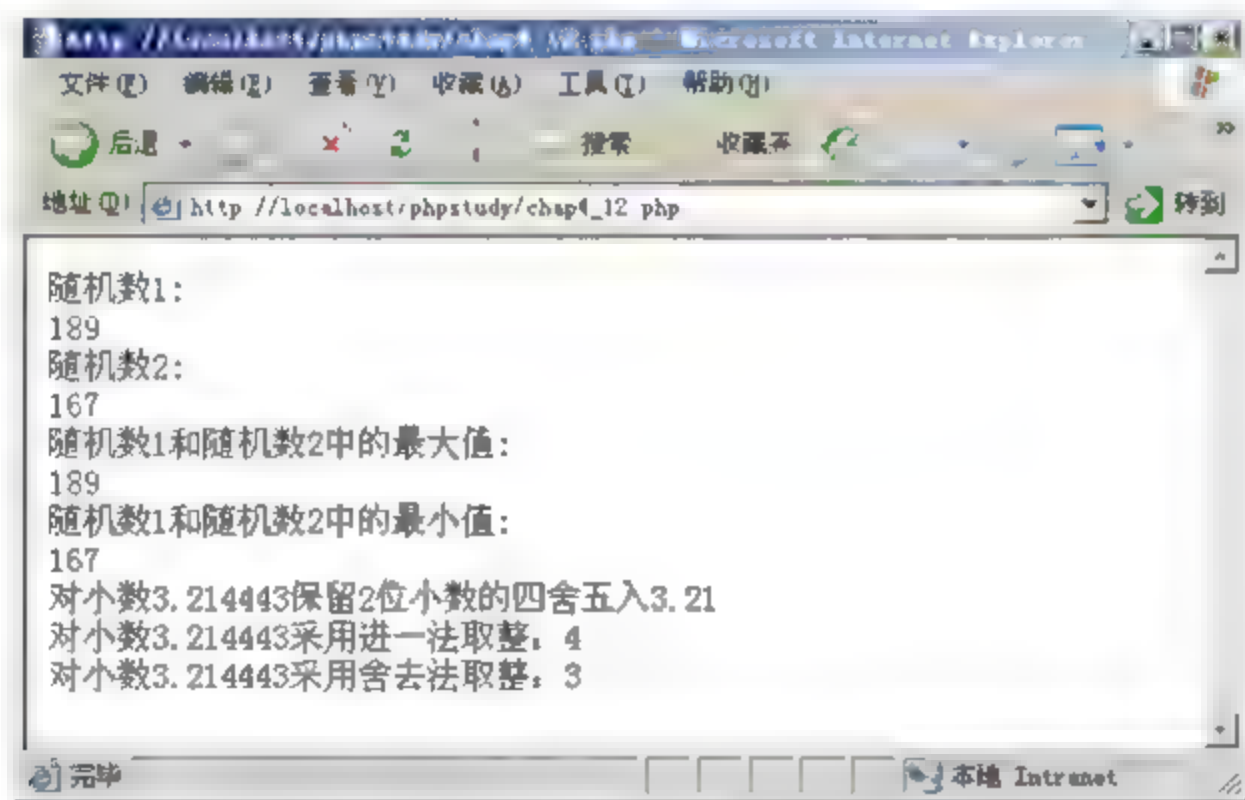 Microsoft Internet Explorer
文件(F) 编辑(E) 查看(V) 收藏(A) 工具(T) 帮助(H)
后退 搜索 收藏夹
地址(D) http //localhost/phpstudy/chap4_12 php 转到
随机数1:
189
随机数2:
167
随机数1和随机数2中的最大值:
189
随机数1和随机数2中的最小值:
167
对小数3.214443保留2位小数的四舍五入3.21
对小数3.214443采用进一法取整: 4
对小数3.214443采用舍去法取整: 3
完毕 本地 Intranet